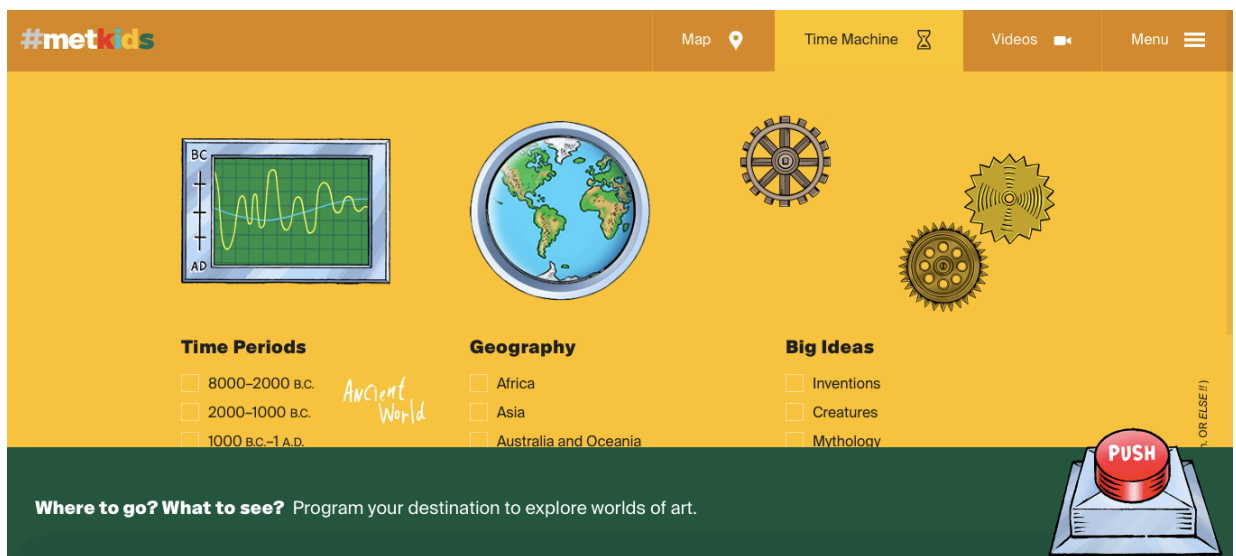 #metkids
Map
Time Machine
Videos
Menu
BC
AD
Time Periods
8000–2000 B.C.
2000–1000 B.C.
1000 B.C.–1 A.D.
Ancient
World
Geography
Africa
Asia
Australia and Oceania
Big Ideas
Inventions
Creatures
Mythology
OR ELSE!!)
PUSH
Where to go? What to see? Program your destination to explore worlds of art.